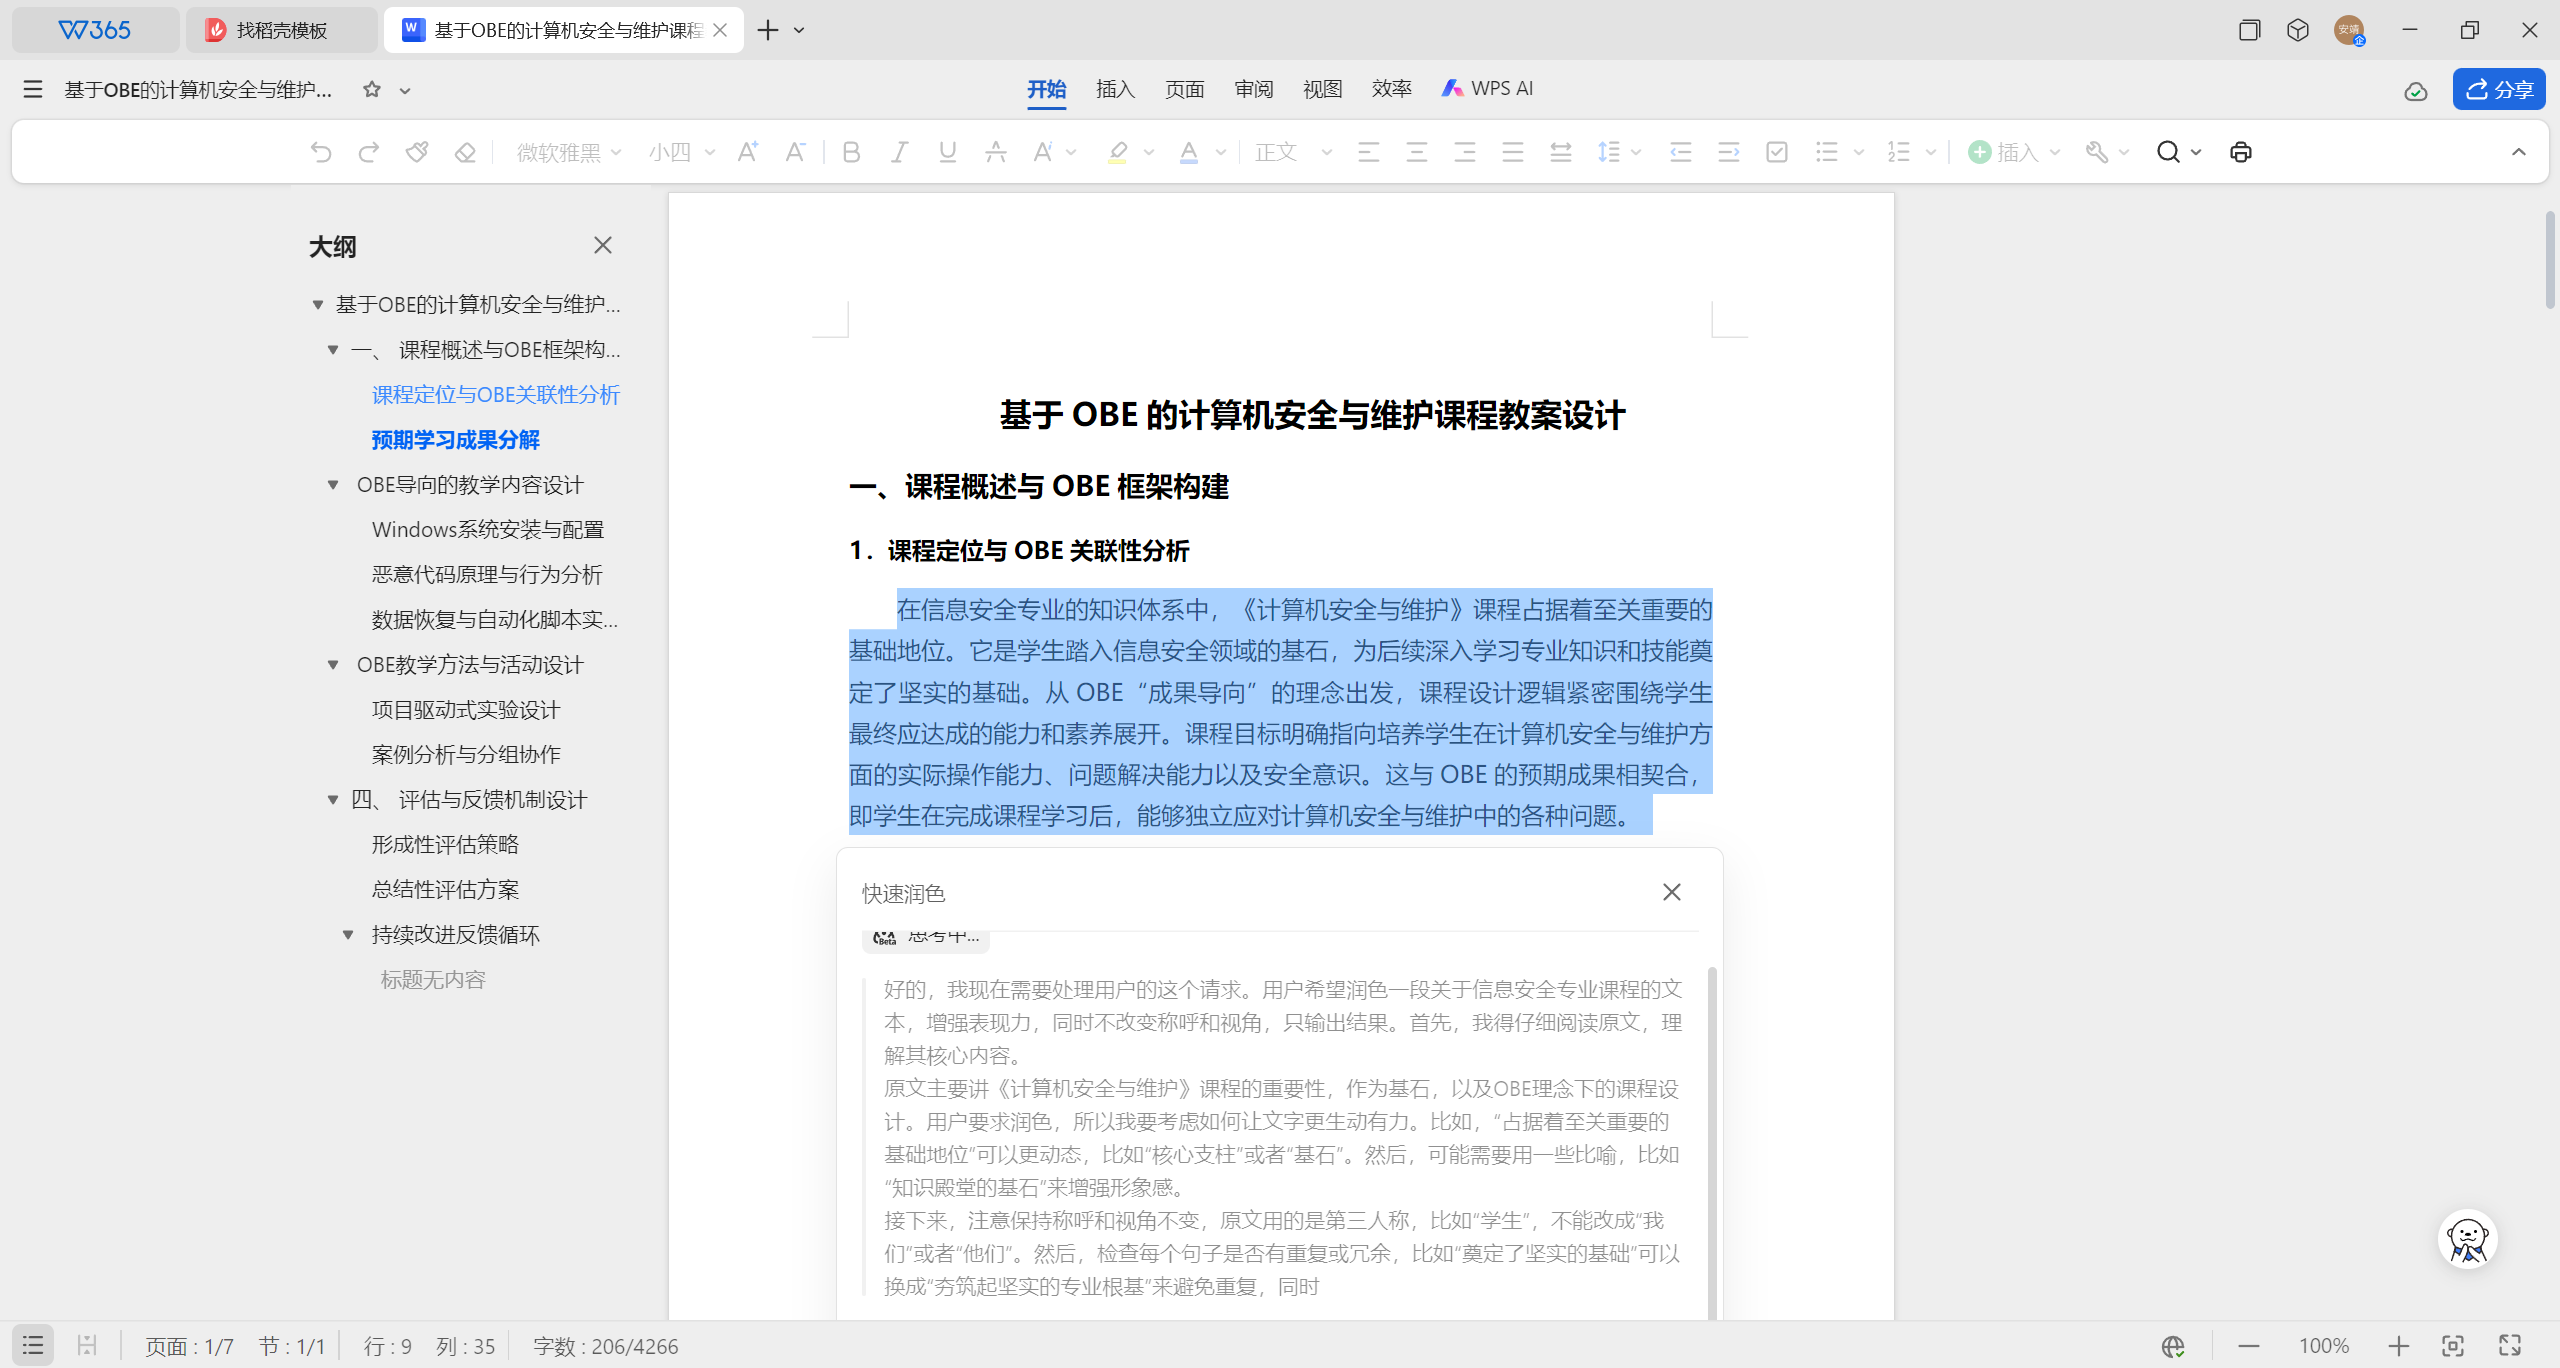 W365
找稻壳模板
基于OBE的计算机安全与维护课程
安靖
企
基于OBE的计算机安全与维护...
开始
插入
页面
审阅
视图
效率
WPS AI
分享
微软雅黑
小四
正文
插入
大纲
基于OBE的计算机安全与维护...
一、 课程概述与OBE框架构...
课程定位与OBE关联性分析
预期学习成果分解
OBE导向的教学内容设计
Windows系统安装与配置
恶意代码原理与行为分析
数据恢复与自动化脚本实...
OBE教学方法与活动设计
项目驱动式实验设计
案例分析与分组协作
四、 评估与反馈机制设计
形成性评估策略
总结性评估方案
持续改进反馈循环
标题无内容
基于 OBE 的计算机安全与维护课程教案设计
一、课程概述与 OBE 框架构建
1. 课程定位与 OBE 关联性分析
在信息安全专业的知识体系中，《计算机安全与维护》课程占据着至关重要的
基础地位。它是学生踏入信息安全领域的基石，为后续深入学习专业知识和技能奠
定了坚实的基础。从 OBE“成果导向”的理念出发，课程设计逻辑紧密围绕学生
最终应达成的能力和素养展开。课程目标明确指向培养学生在计算机安全与维护方
面的实际操作能力、问题解决能力以及安全意识。这与 OBE 的预期成果相契合，
即学生在完成课程学习后，能够独立应对计算机安全与维护中的各种问题。
快速润色
Beta 思考中...
好的，我现在需要处理用户的这个请求。用户希望润色一段关于信息安全专业课程的文
本，增强表现力，同时不改变称呼和视角，只输出结果。首先，我得仔细阅读原文，理
解其核心内容。
原文主要讲《计算机安全与维护》课程的重要性，作为基石，以及OBE理念下的课程设
计。用户要求润色，所以我要考虑如何让文字更生动有力。比如，“占据着至关重要的
基础地位”可以更动态，比如“核心支柱”或者“基石”。然后，可能需要用一些比喻，比如
“知识殿堂的基石”来增强形象感。
接下来，注意保持称呼和视角不变，原文用的是第三人称，比如“学生”，不能改成“我
们”或者“他们”。然后，检查每个句子是否有重复或冗余，比如“奠定了坚实的基础”可以
换成“夯筑起坚实的专业根基”来避免重复，同时
页面 : 1/7
节 : 1/1
行 : 9
列 : 35
字数 : 206/4266
100%